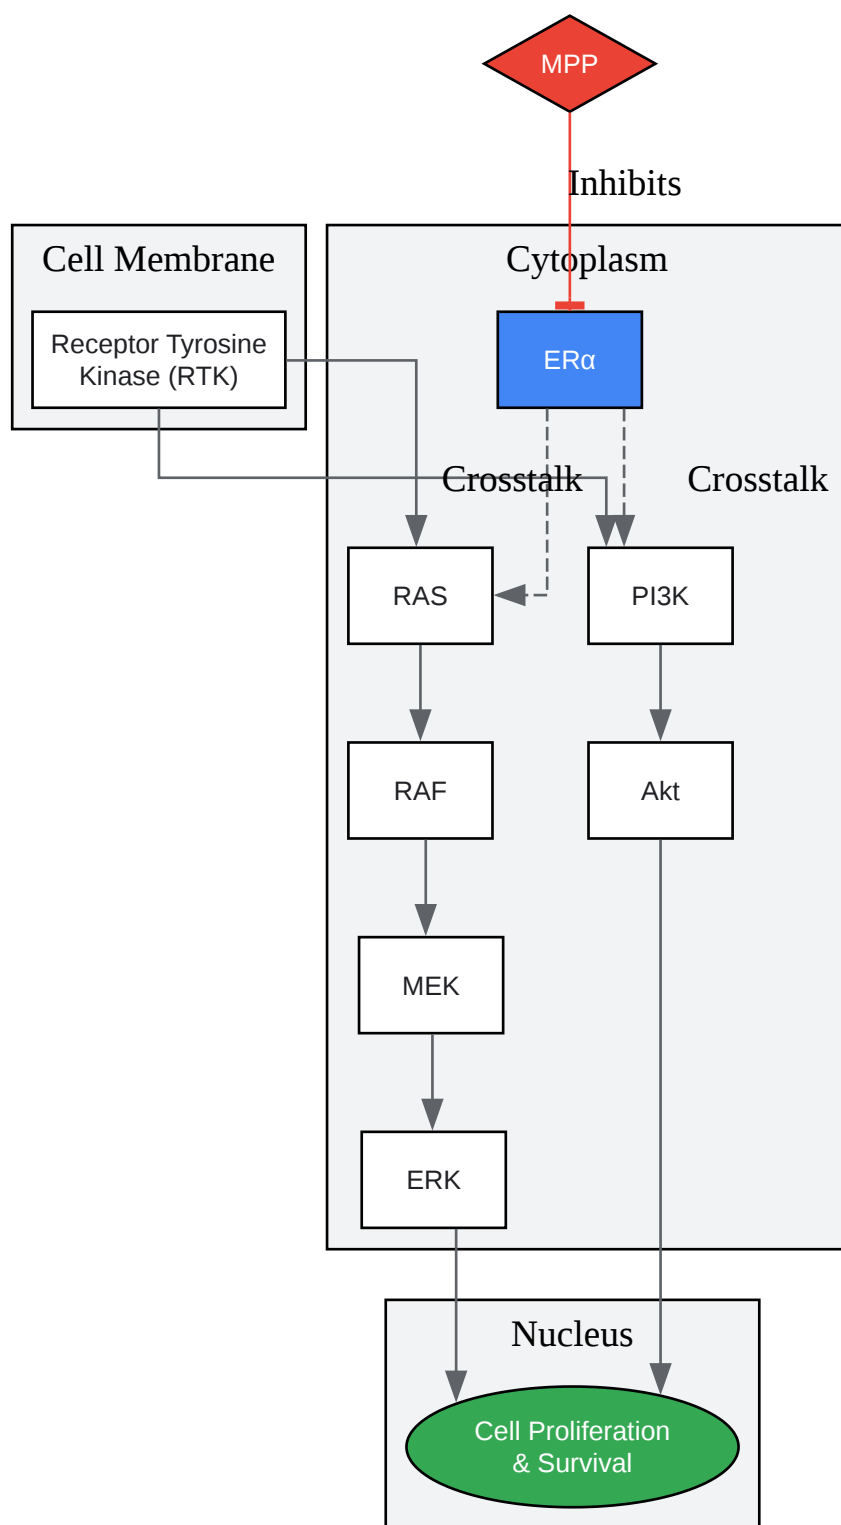 MPP
Inhibits
Cell Membrane
Cytoplasm
Receptor Tyrosine
Kinase (RTK)
ERα
Crosstalk
Crosstalk
RAS
PI3K
RAF
Akt
MEK
ERK
Nucleus
Cell Proliferation
& Survival